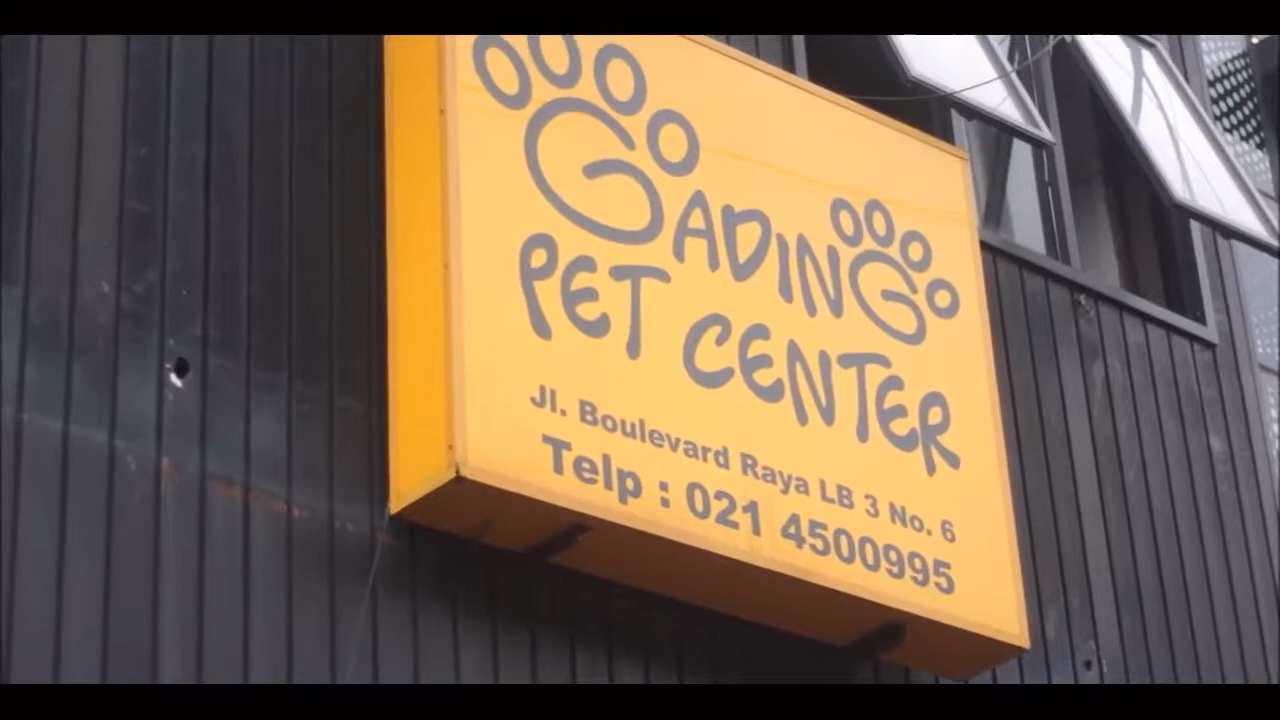 GADING
PET CENTER
Jl. Boulevard Raya LB 3 No. 6
Telp : 021 4500995